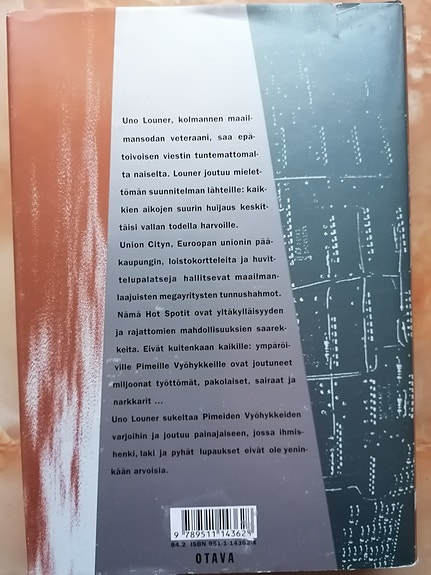 Uno Louner, kolmannen maail-
mansodan veteraani, saa epä-
toivoisen viestin tuntemattomal-
ta naiselta. Louner joutuu mielet-
tömän suunnitelman lähteille: kaik-
kien aikojen suurin huijaus keskit-
täisi vallan todella harvoille.
Union Cityn, Euroopan unionin pää-
kaupungin, loistokortteleita ja huvit-
telupalatseja hallitsevat maailman-
laajuisten megayritysten tunnushahmot.
Nämä Hot Spotit ovat yltäkylläisyyden
ja rajattomien mahdollisuuksien saarek-
keita. Eivät kuitenkaan kaikille: ympäröi-
ville Pimeille Vyöhykkeille ovat joutuneet
miljoonat työttömät, pakolaiset, sairaat ja
narkkarit ...
Uno Louner sukeltaa Pimeiden Vyöhykkeiden
varjoihin ja joutuu painajaiseen, jossa ihmis-
henki, laki ja pyhät lupaukset eivät ole yenin-
kään arvoisia.
9 789511 143628
84.2 ISBN 951-1-14362-X
OTAVA